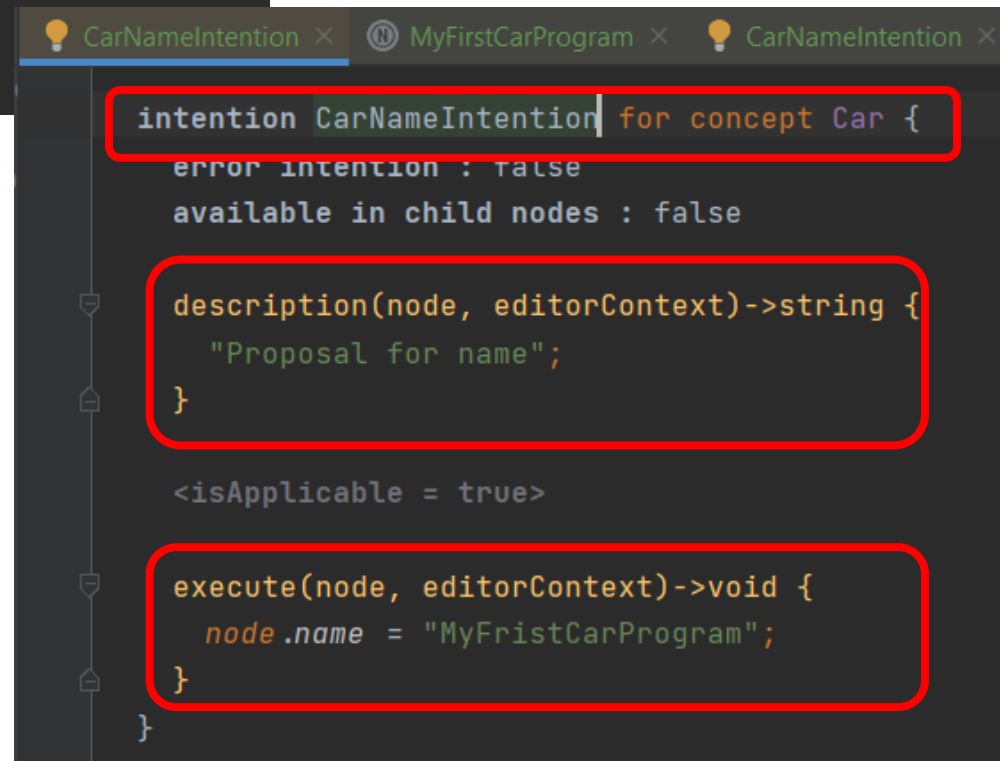 CarNameIntention × MyFirstCarProgram × CarNameIntention ×
intention CarNameIntention for concept Car {
error intention : false
available in child nodes : false
description(node, editorContext)->string {
"Proposal for name";
}
<isApplicable = true>
execute(node, editorContext)->void {
node.name = "MyFristCarProgram";
}
}